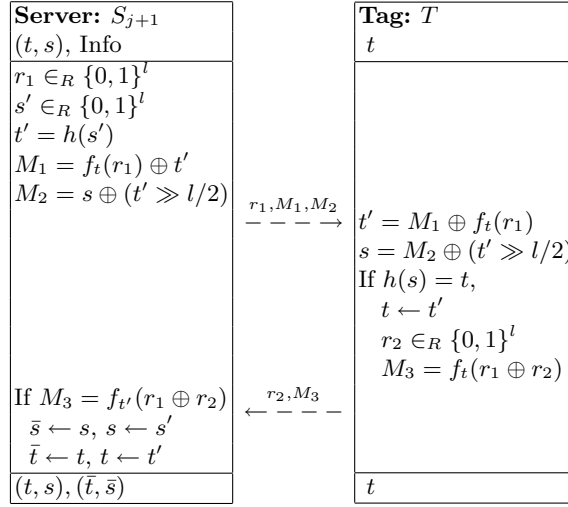 Server: S_{j+1}
(t, s), Info
r_1 ∈_R {0, 1}^l
s′ ∈_R {0, 1}^l
t′ = h(s′)
M_1 = f_t(r_1) ⊕ t′
M_2 = s ⊕ (t′ ≫ l/2)
If M_3 = f_{t′}(r_1 ⊕ r_2)
s̄ ← s, s ← s′
t̄ ← t, t ← t′
(t, s), (t̄, s̄)
r_1,M_1,M_2
− − − →
r_2,M_3
← − − −
Tag: T
t
t′ = M_1 ⊕ f_t(r_1)
s = M_2 ⊕ (t′ ≫ l/2)
If h(s) = t,
t ← t′
r_2 ∈_R {0, 1}^l
M_3 = f_t(r_1 ⊕ r_2)
t